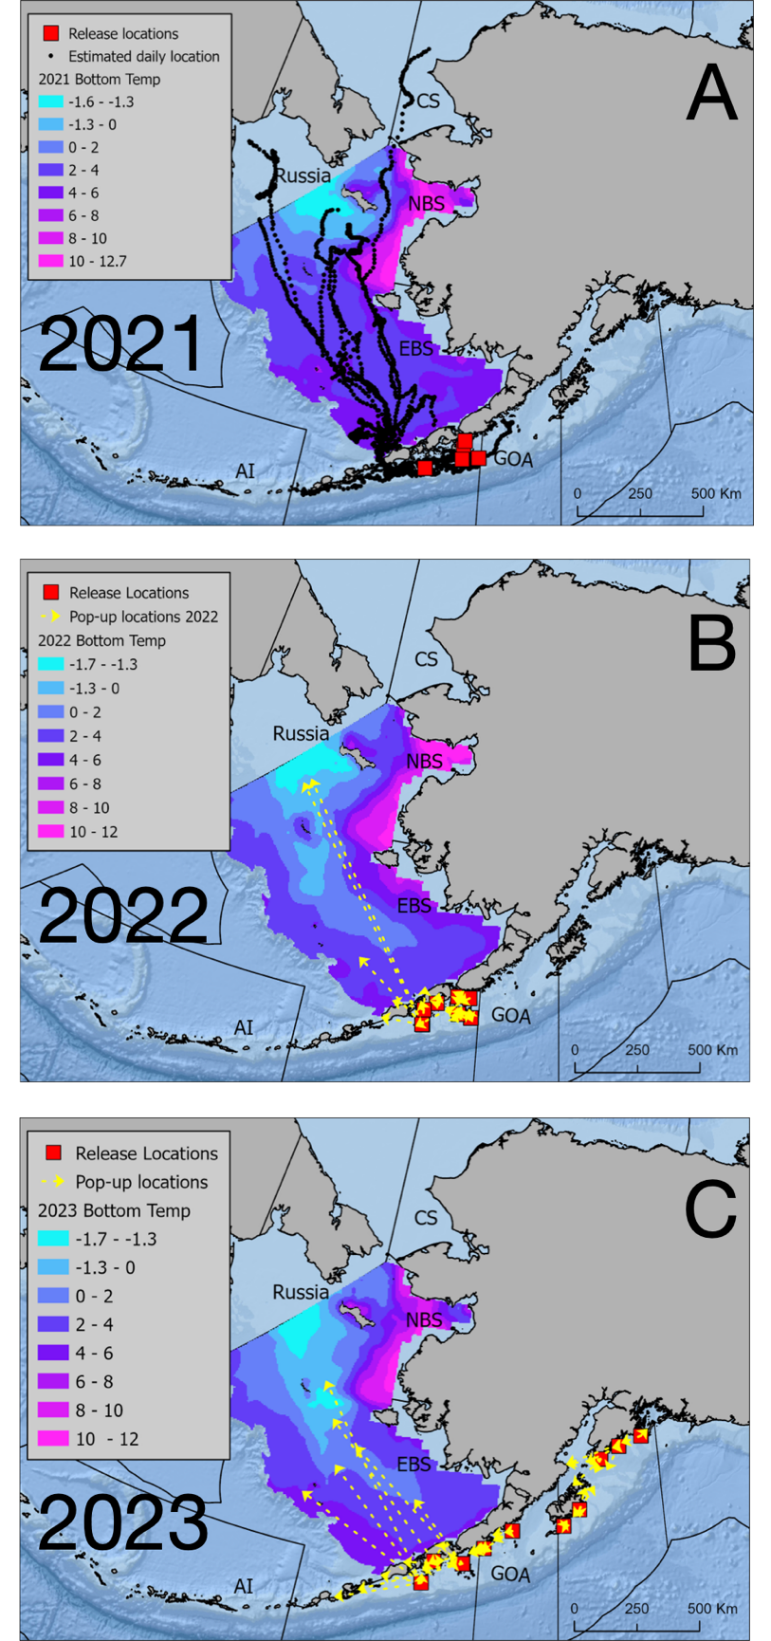 Release locations
Estimated daily location
2021 Bottom Temp
-1.6 - -1.3
-1.3 - 0
0 - 2
2 - 4
4 - 6
6 - 8
8 - 10
10 - 12.7
A
CS
Russia
NBS
2021
EBS
AI
GOA
0 250 500 Km
Release Locations
Pop-up locations 2022
2022 Bottom Temp
-1.7 - -1.3
-1.3 - 0
0 - 2
2 - 4
4 - 6
6 - 8
8 - 10
10 - 12
B
CS
Russia
NBS
2022
EBS
AI
GOA
0 250 500 Km
Release Locations
Pop-up locations
2023 Bottom Temp
-1.7 - -1.3
-1.3 - 0
0 - 2
2 - 4
4 - 6
6 - 8
8 - 10
10 - 12
C
CS
Russia
NBS
EBS
2023
AI
GOA
0 250 500 Km